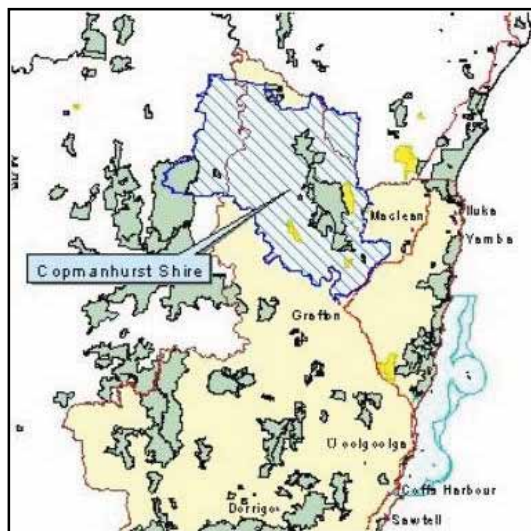 Maclean
Iluka
Yamba
Copmanhurst Shire
Grafton
Woolgoolga
Coffs Harbour
Dorrigo
Sawtell